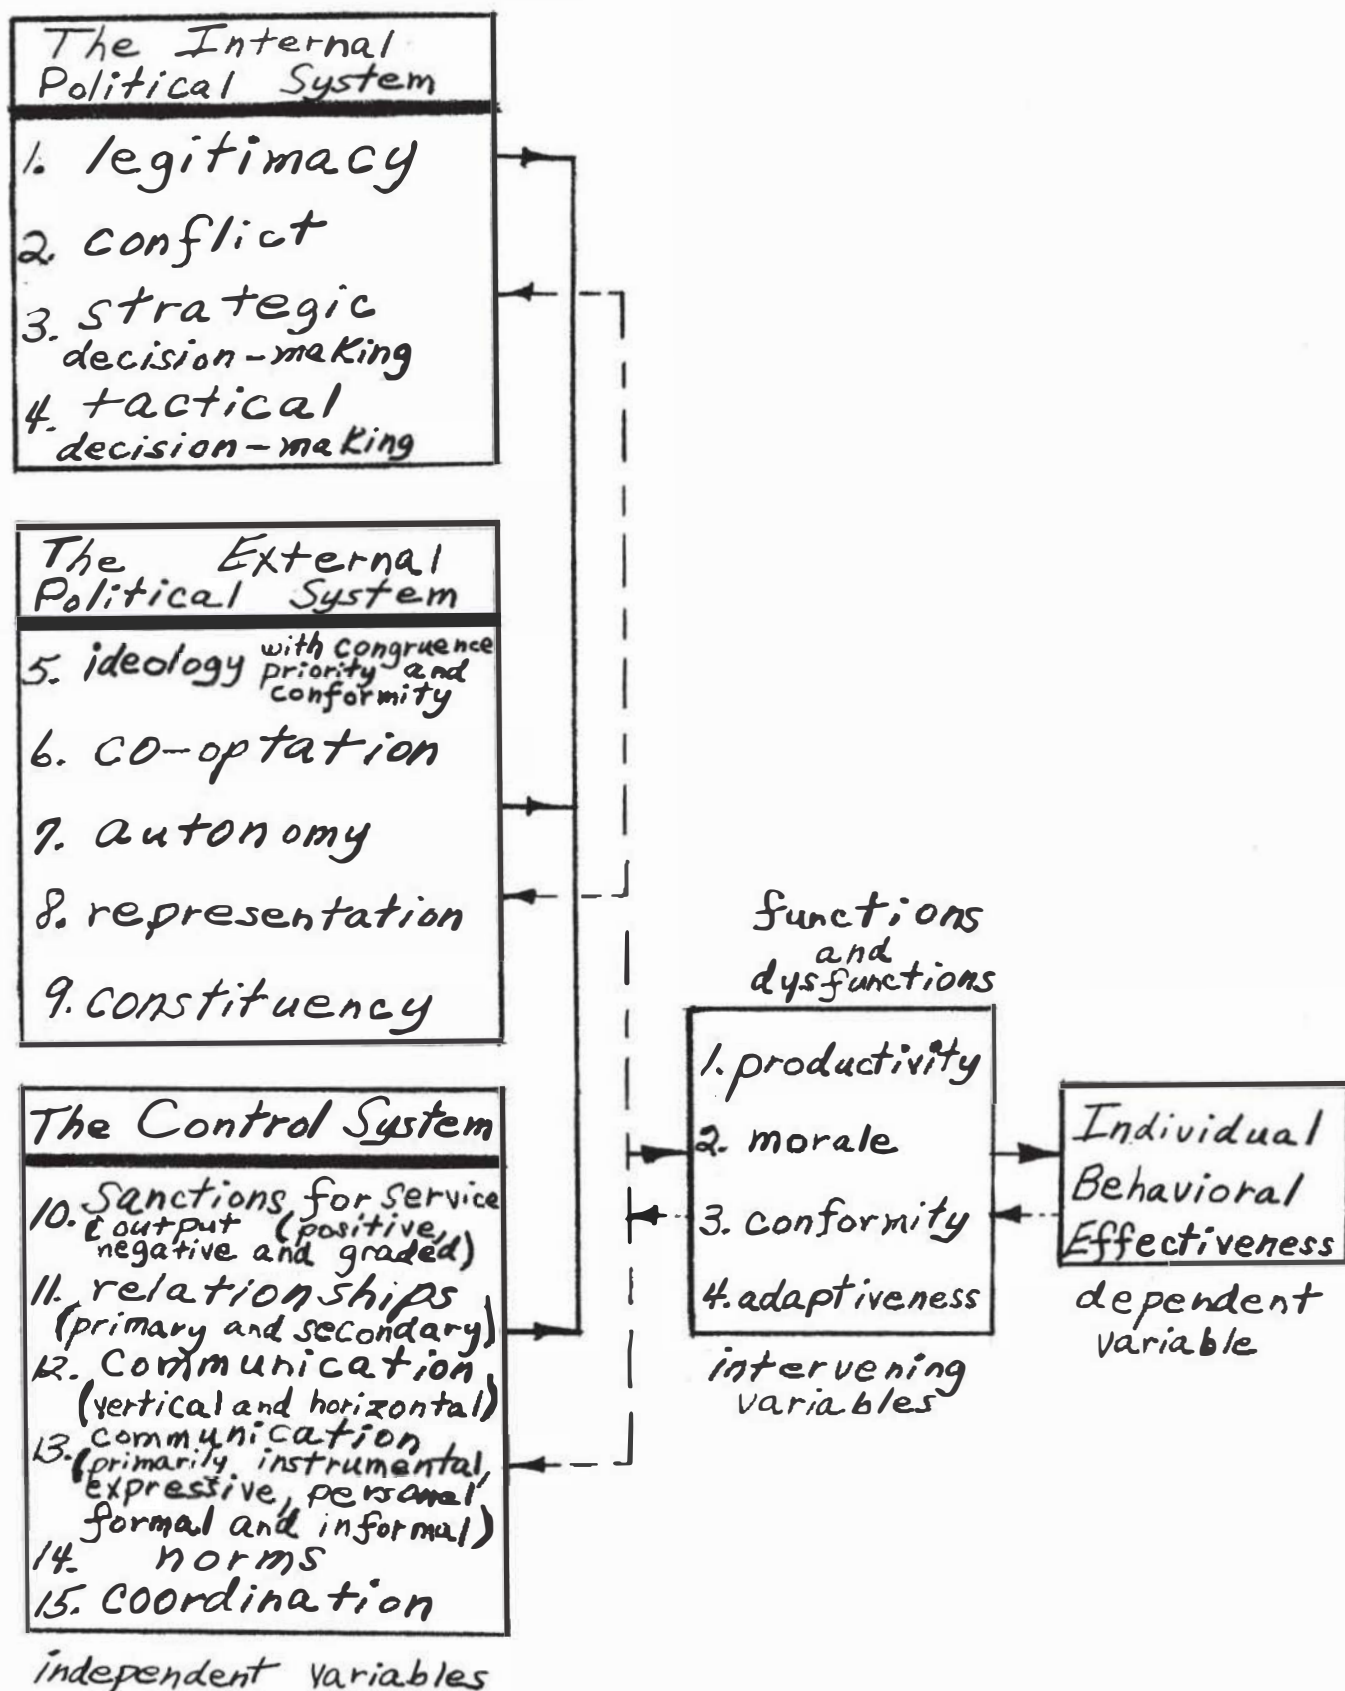 The Internal
Political System
1. legitimacy
2. conflict
3. strategic
decision-making
4. tactical
decision-making
The External
Political System
5. ideology with congruence
priority and
conformity
6. co-optation
7. autonomy
8. representation
9. constituency
The Control System
10. Sanctions for service
output (positive,
negative and graded)
11. relationships
(primary and secondary)
12. communication
(vertical and horizontal)
13. communication
(primarily instrumental,
expressive, personel
formal and informal)
14. norms
15. coordination
independent variables
functions
and
dysfunctions
1. productivity
2. morale
3. conformity
4. adaptiveness
intervening
variables
Individual
Behavioral
Effectiveness
dependent
variable